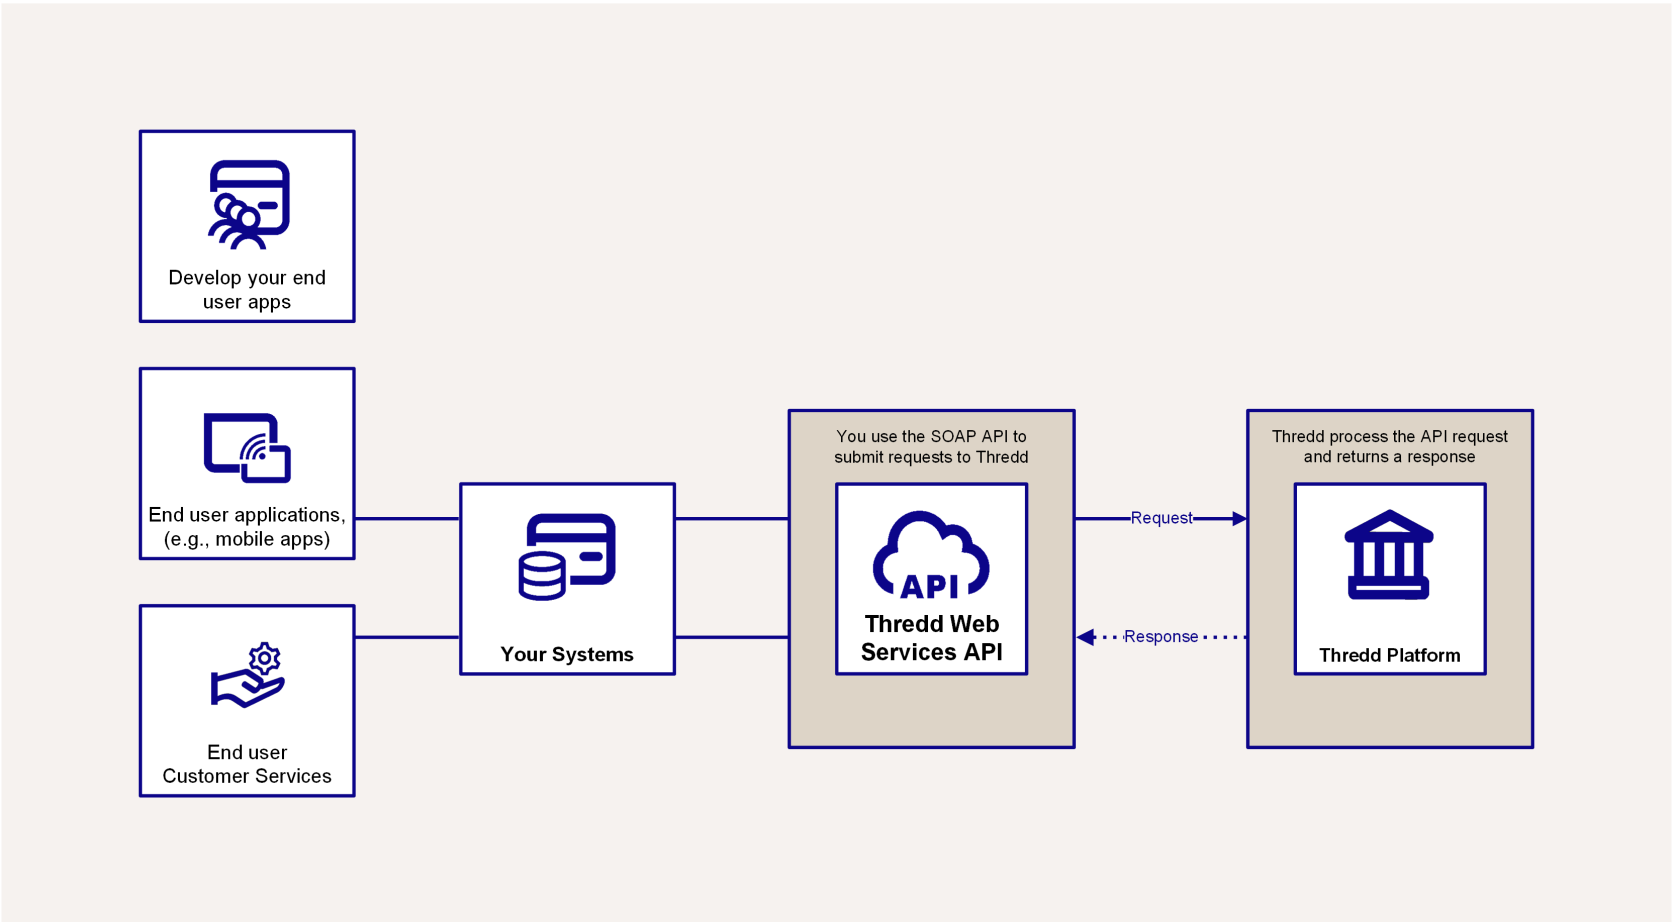 Develop your end
user apps
End user applications,
(e.g., mobile apps)
End user
Customer Services
Your Systems
You use the SOAP API to
submit requests to Thredd
API
Thredd Web
Services API
Request
Response
Thredd process the API request
and returns a response
Thredd Platform